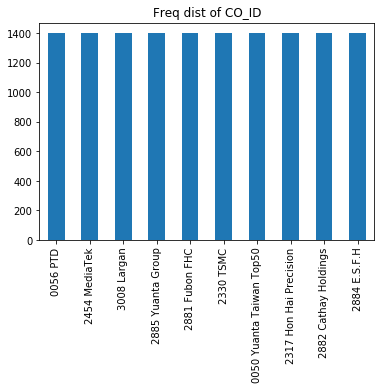 Freq dist of CO_ID
1400
1200
1000
800
600
400
200
0
0056 PTD
2454 MediaTek
3008 Largan
2885 Yuanta Group
2881 Fubon FHC
2330 TSMC
0050 Yuanta Taiwan Top50
2317 Hon Hai Precision
2882 Cathay Holdings
2884 E.S.F.H